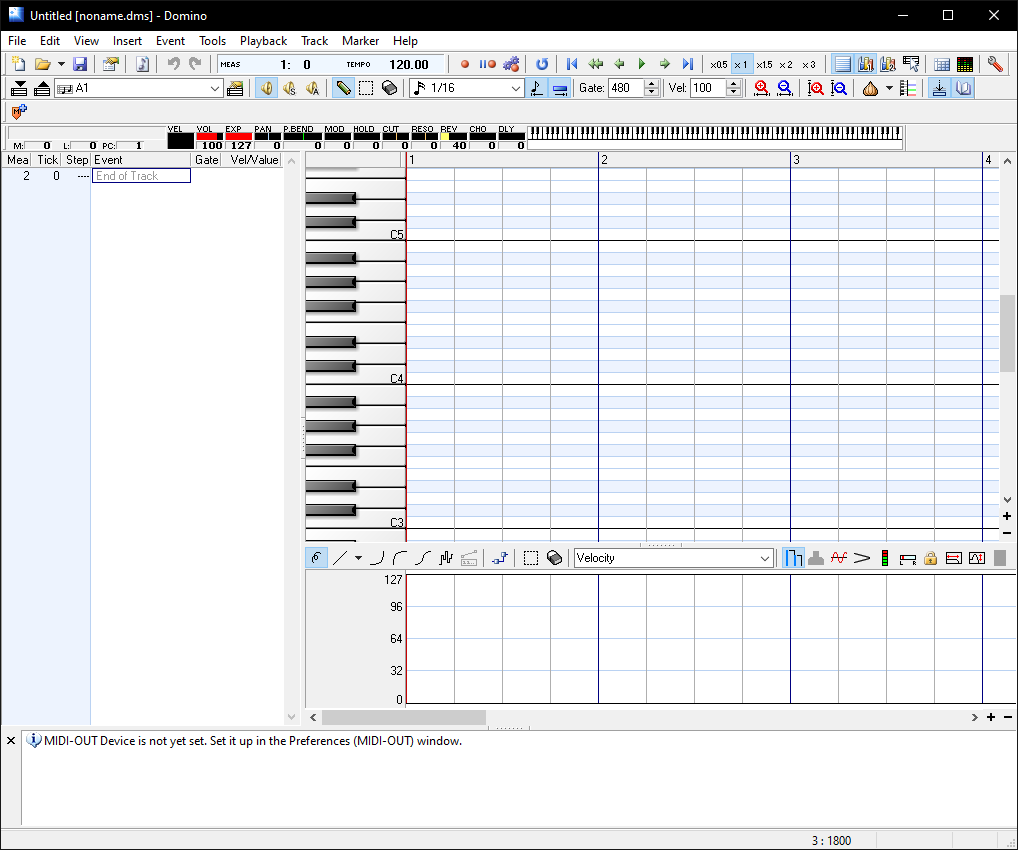 Untitled [noname.dms] - Domino
File Edit View Insert Event Tools Playback Track Marker Help
MEAS 1: 0 TEMPO 120.00 x0.5 x1 x1.5 x2 x3
A1 1/16 Gate: 480 Vel: 100
VEL VOL EXP PAN P.BEND MOD HOLD CUT RESO REV CHO DLY
M: 0 L: 0 PC: 1 100 127 0 0 0 0 0 0 40 0 0
Mea Tick Step Event Gate Vel/Value 1 2 3 4
2 0 ---- End of Track
C5
C4
C3
Velocity
127
96
64
32
0
MIDI-OUT Device is not yet set. Set it up in the Preferences (MIDI-OUT) window.
3 : 1800